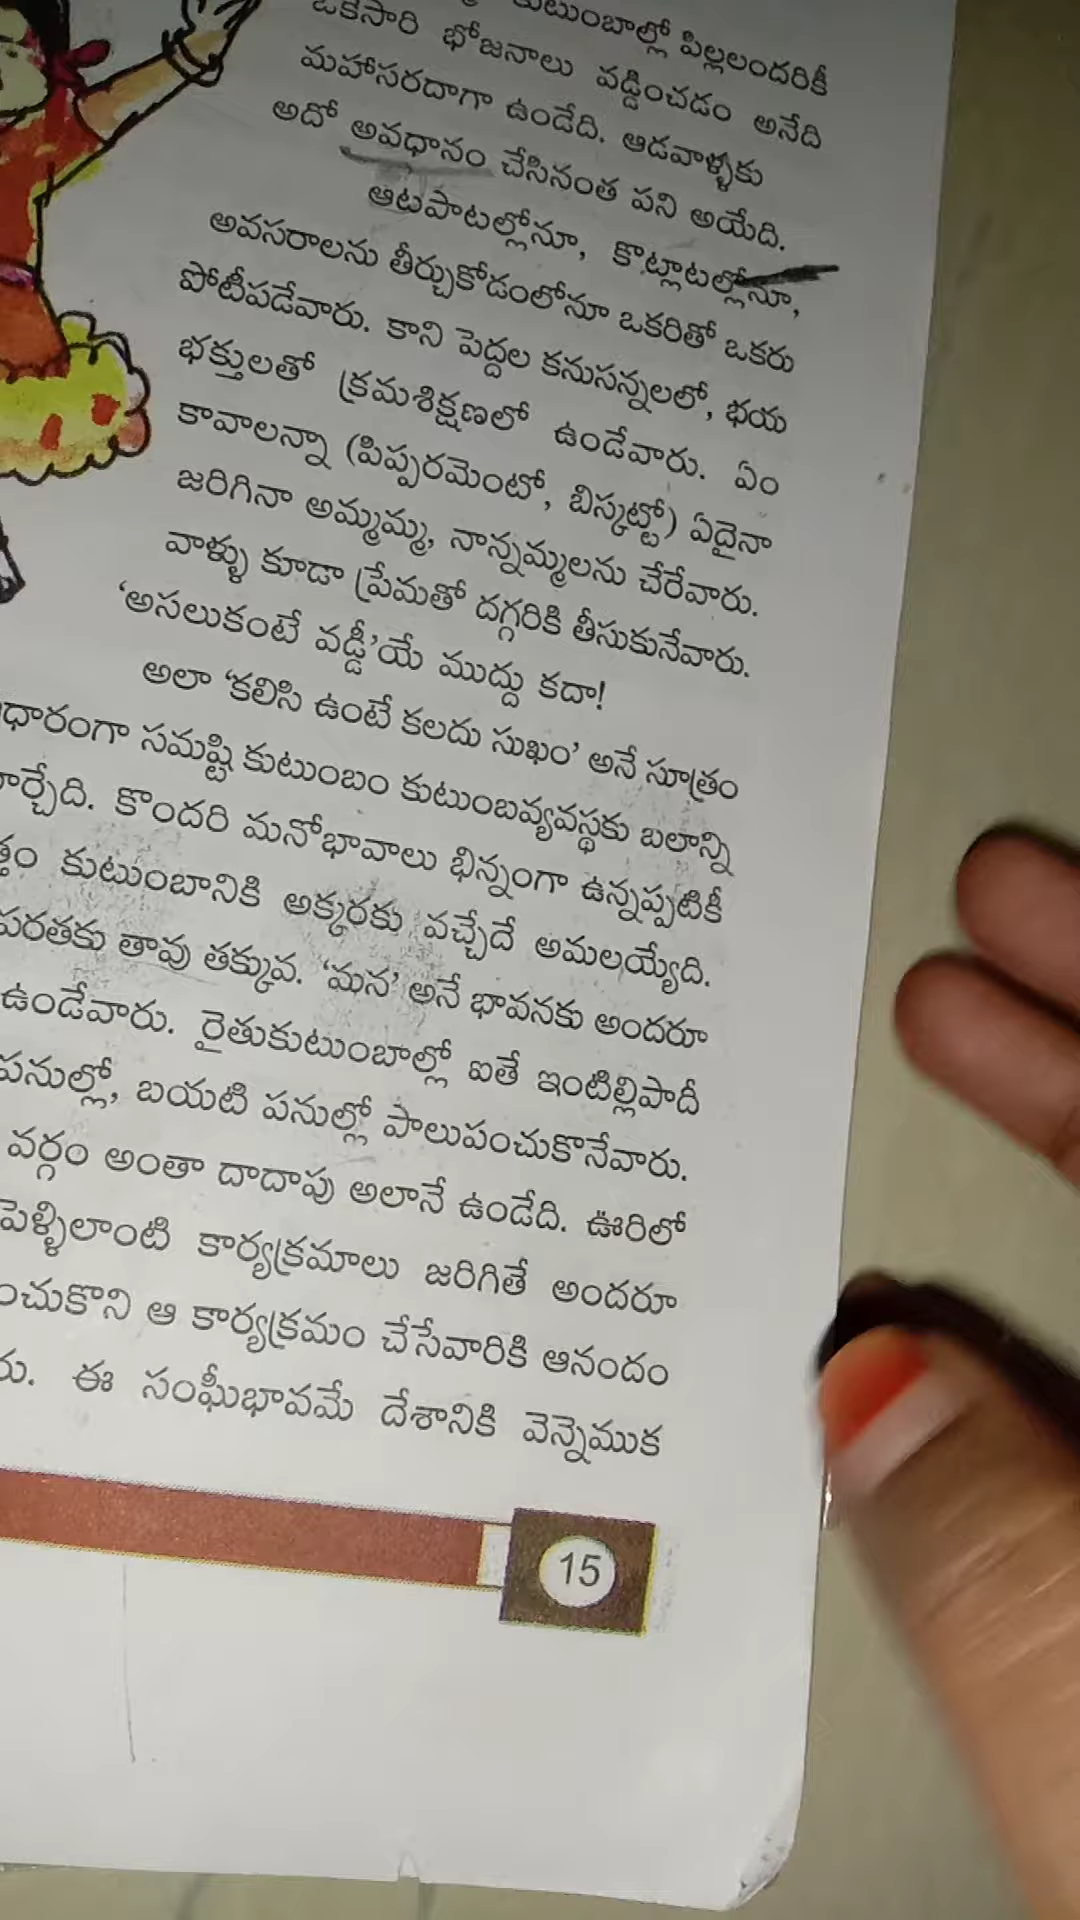 పిల్లలందరికీ
ఒకేసారి భోజనాలు వడ్డించడం అనేది
మహాసరదాగా ఉండేది. ఆడవాళ్ళకు
అదో అవధానం చేసినంత పని అయేది.
ఆటపాటల్లోనూ, కొట్లాటల్లోనూ,
అవసరాలను తీర్చుకోడంలోనూ ఒకరితో ఒకరు
పోటీపడేవారు. కాని పెద్దల కనుసన్నలలో, భయ
భక్తులతో క్రమశిక్షణలో ఉండేవారు. ఏం
కావాలన్నా (పిప్పరమెంటో, బిస్కట్టో) ఏదైనా
జరిగినా అమ్మమ్మ, నాన్నమ్మలను చేరేవారు.
వాళ్ళు కూడా ప్రేమతో దగ్గరికి తీసుకునేవారు.
‘అసలుకంటే వడ్డీ’యే ముద్దు కదా!
అలా ‘కలిసి ఉంటే కలదు సుఖం’ అనే సూత్రం
ధారంగా సమష్టి కుటుంబం కుటుంబవ్యవస్థకు బలాన్ని
ర్చేది. కొందరి మనోభావాలు భిన్నంగా ఉన్నప్పటికీ
త్తం కుటుంబానికి అక్కరకు వచ్చేదే అమలయ్యేది.
పరతకు తావు తక్కువ. ‘మన’ అనే భావనకు అందరూ
ఉండేవారు. రైతుకుటుంబాల్లో ఐతే ఇంటిల్లిపాదీ
పనుల్లో, బయటి పనుల్లో పాలుపంచుకొనేవారు.
వర్గం అంతా దాదాపు అలానే ఉండేది. ఊరిలో
పెళ్ళిలాంటి కార్యక్రమాలు జరిగితే అందరూ
ంచుకొని ఆ కార్యక్రమం చేసేవారికి ఆనందం
రు. ఈ సంఘీభావమే దేశానికి వెన్నెముక
15